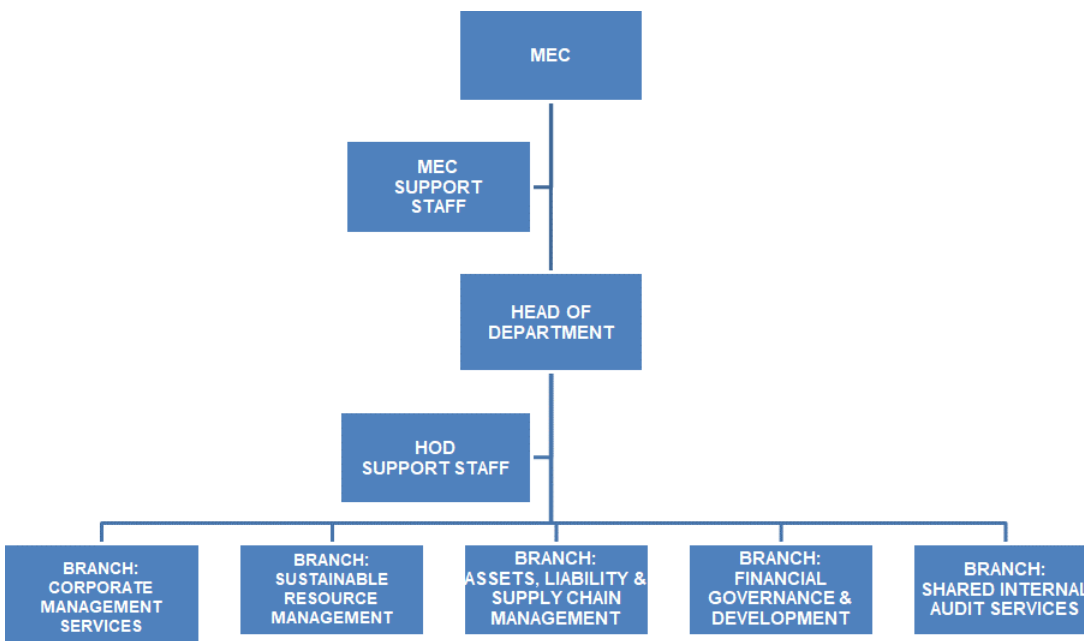 MEC
MEC
SUPPORT
STAFF
HEAD OF
DEPARTMENT
HOD
SUPPORT STAFF
BRANCH:
CORPORATE
MANAGEMENT
SERVICES
BRANCH:
SUSTAINABLE
RESOURCE
MANAGEMENT
BRANCH:
ASSETS, LIABILITY &
SUPPLY CHAIN
MANAGEMENT
BRANCH:
FINANCIAL
GOVERNANCE &
DEVELOPMENT
BRANCH:
SHARED INTERNAL
AUDIT SERVICES